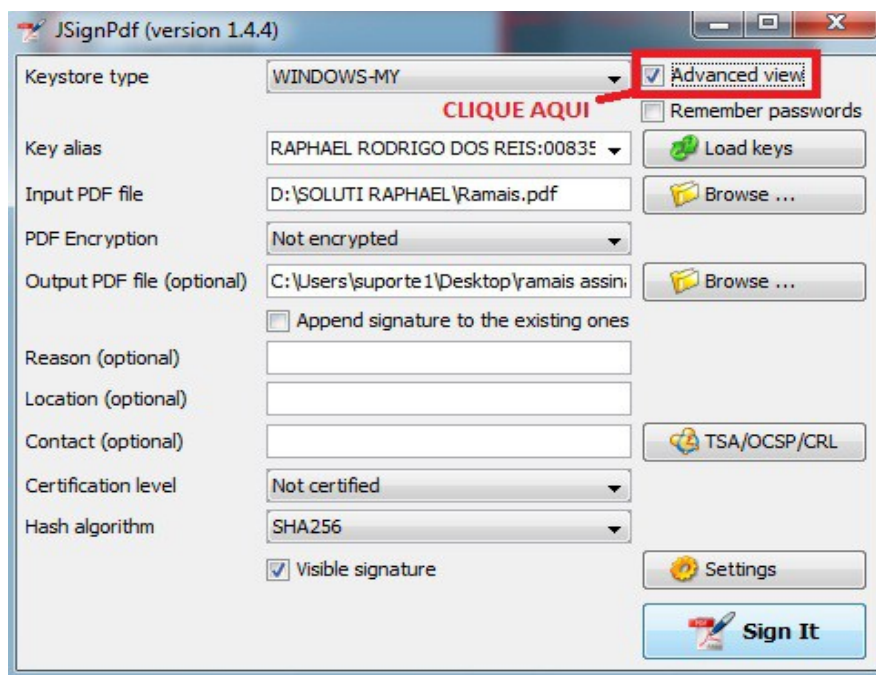 JSignPdf (version 1.4.4)
Keystore type WINDOWS-MY Advanced view
CLIQUE AQUI Remember passwords
Key alias RAPHAEL RODRIGO DOS REIS:00835 Load keys
Input PDF file D:\SOLUTI RAPHAEL\Ramais.pdf Browse ...
PDF Encryption Not encrypted
Output PDF file (optional) C:\Users\suporte1\Desktop\ramais assin Browse ...
Append signature to the existing ones
Reason (optional)
Location (optional)
Contact (optional) TSA/OCSP/CRL
Certification level Not certified
Hash algorithm SHA256
Visible signature Settings
Sign It